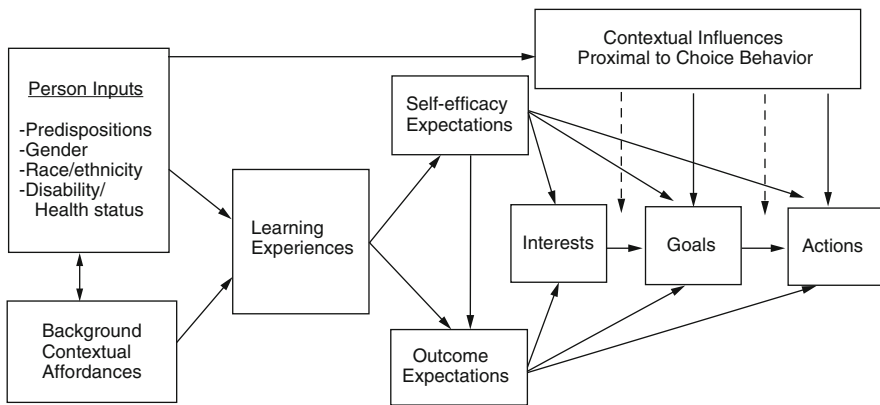 Person Inputs
-Predispositions
-Gender
-Race/ethnicity
-Disability/
Health status
Background
Contextual
Affordances
Learning
Experiences
Self-efficacy
Expectations
Outcome
Expectations
Contextual Influences
Proximal to Choice Behavior
Interests
Goals
Actions